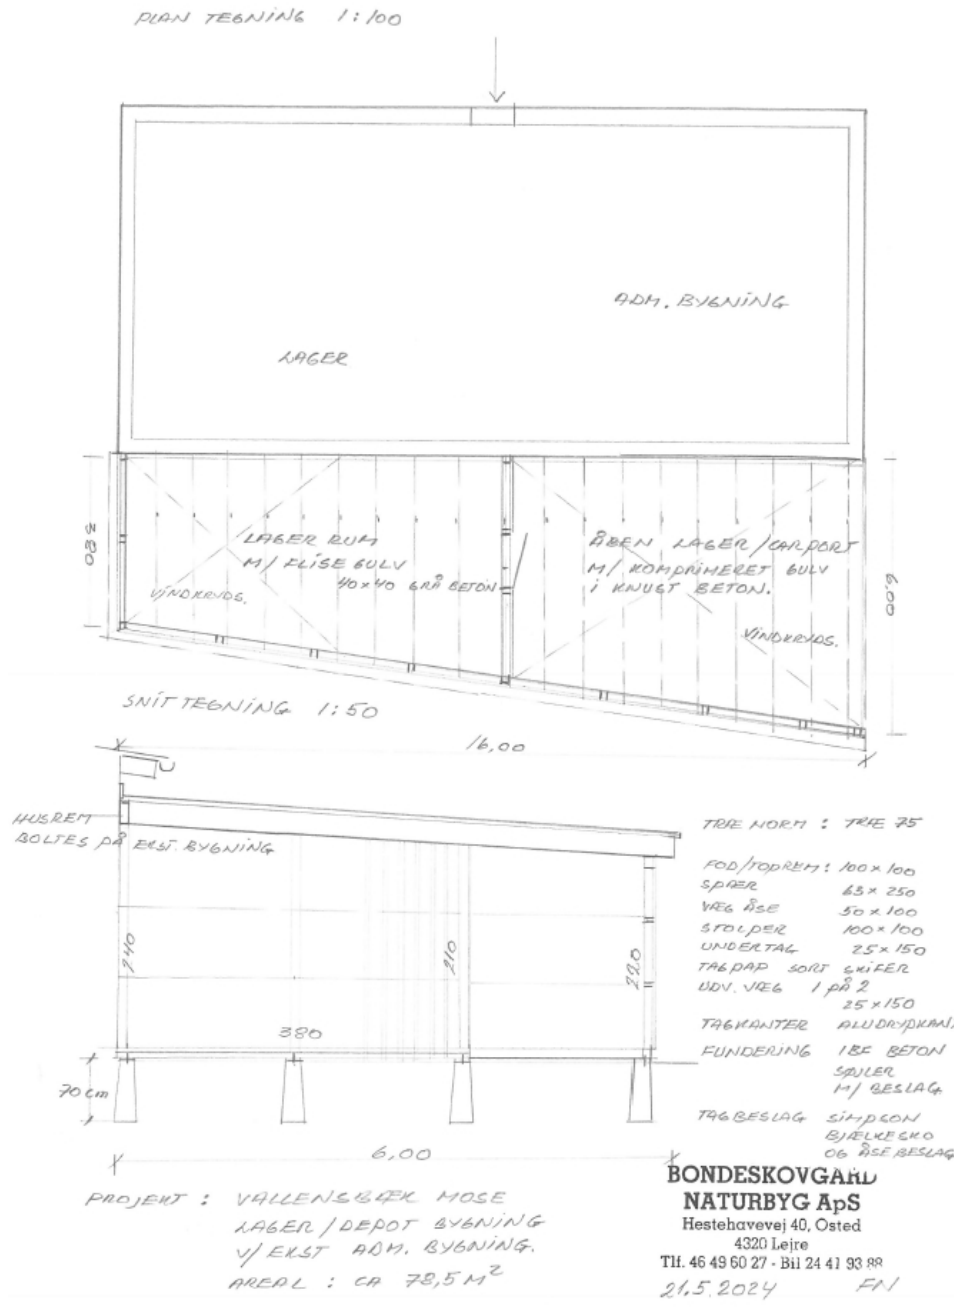 PLAN TEGNING 1:100
ADM. BYGNING
LAGER
380
LAGER RUM
M/ FLISE GULV
40×40 GRÅ BETON
VINDKRYDS.
ÅBEN LAGER/CARPORT
M/ KOMPRIMERET GULV
I KNUST BETON.
VINDKRYDS.
600
SNIT TEGNING 1:50
16,00
HUSREM
BOLTES PÅ EKST. BYGNING
240
210
220
380
70 cm
6,00
TRÆ NORM : TRÆ 75
FOD/TOPREM : 100×100
SPÆR 63×250
VÆG ÅSE 50×100
STOLPER 100×100
UNDERTAG 25×150
TAGPAP SORT SKIFER
UDV. VÆG 1 PÅ 2
25×150
TAGKANTER ALUDRYPKANT
FUNDERING IBF BETON
SØJLER
M/ BESLAG
TAGBESLAG SIMPSON
BJÆLKESKO
OG ÅSEBESLAG
PROJEKT : VALLENSBÆK MOSE
LAGER/DEPOT BYGNING
V/ EKST ADM. BYGNING.
AREAL : CA 78,5 M²
BONDESKOVGÅRD
NATURBYG ApS
Hestehavevej 40, Osted
4320 Lejre
Tlf. 46 49 60 27 - Bil 24 41 93 88
21.5.2024 FN